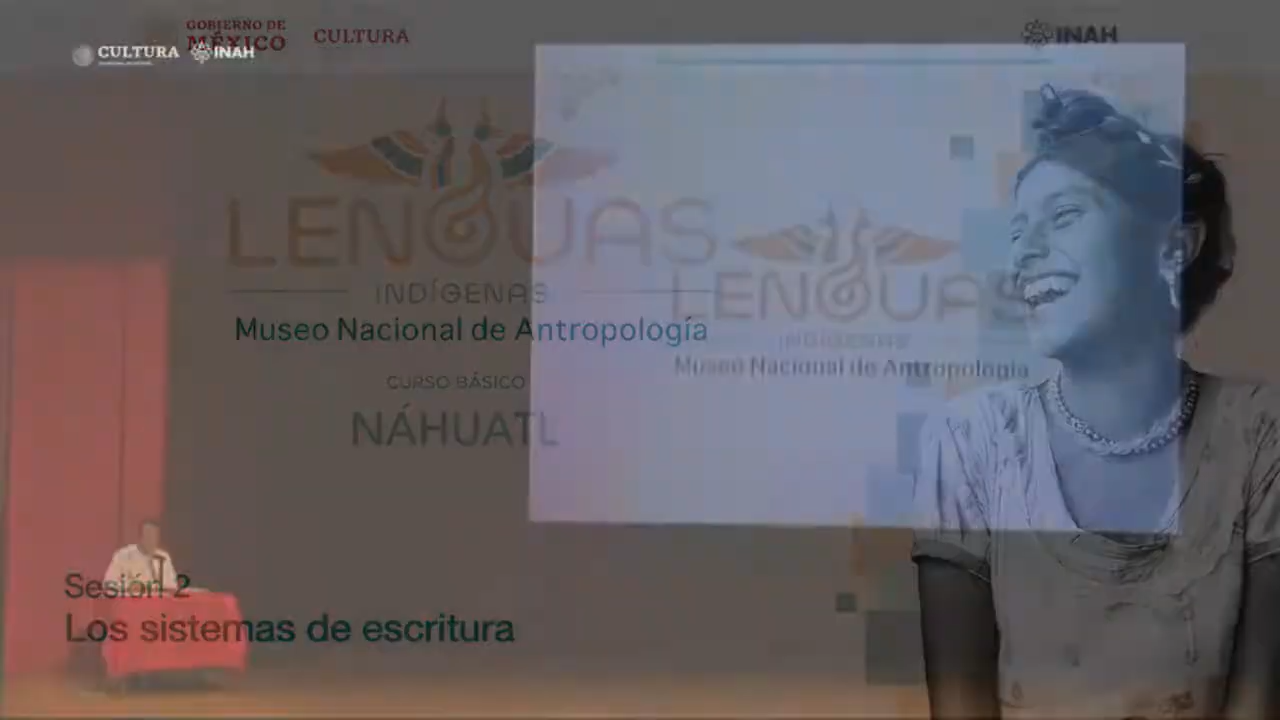 GOBIERNO DE
MÉXICO
CULTURA
INAH
CULTURA
INAH
LENGUAS
INDÍGENAS
Museo Nacional de Antropología
CURSO BÁSICO
NÁHUATL
LENGUAS
INDÍGENAS
Museo Nacional de Antropología
Sesión 2
Los sistemas de escritura